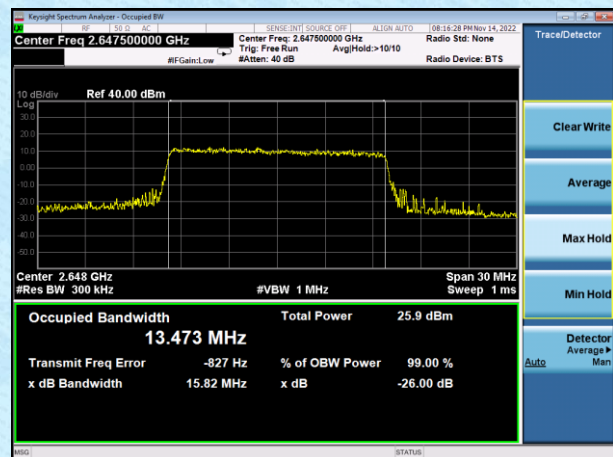 Keysight Spectrum Analyzer - Occupied BW
RF 50 Ω AC SENSE:INT SOURCE OFF ALIGN AUTO 08:16:28 PM Nov 14, 2022
Center Freq 2.647500000 GHz
Center Freq: 2.647500000 GHz
Radio Std: None
Trig: Free Run Avg|Hold:>10/10
#IFGain:Low
#Atten: 40 dB
Radio Device: BTS
10 dB/div Ref 40.00 dBm
Log
30.0
20.0
10.0
0.00
-10.0
-20.0
-30.0
-40.0
-50.0
Center 2.648 GHz Span 30 MHz
#Res BW 300 kHz #VBW 1 MHz Sweep 1 ms
Occupied Bandwidth Total Power 25.9 dBm
13.473 MHz
Transmit Freq Error -827 Hz % of OBW Power 99.00 %
x dB Bandwidth 15.82 MHz x dB -26.00 dB
MSG STATUS
Trace/Detector
Clear Write
Average
Max Hold
Min Hold
Detector
Average
Auto Man